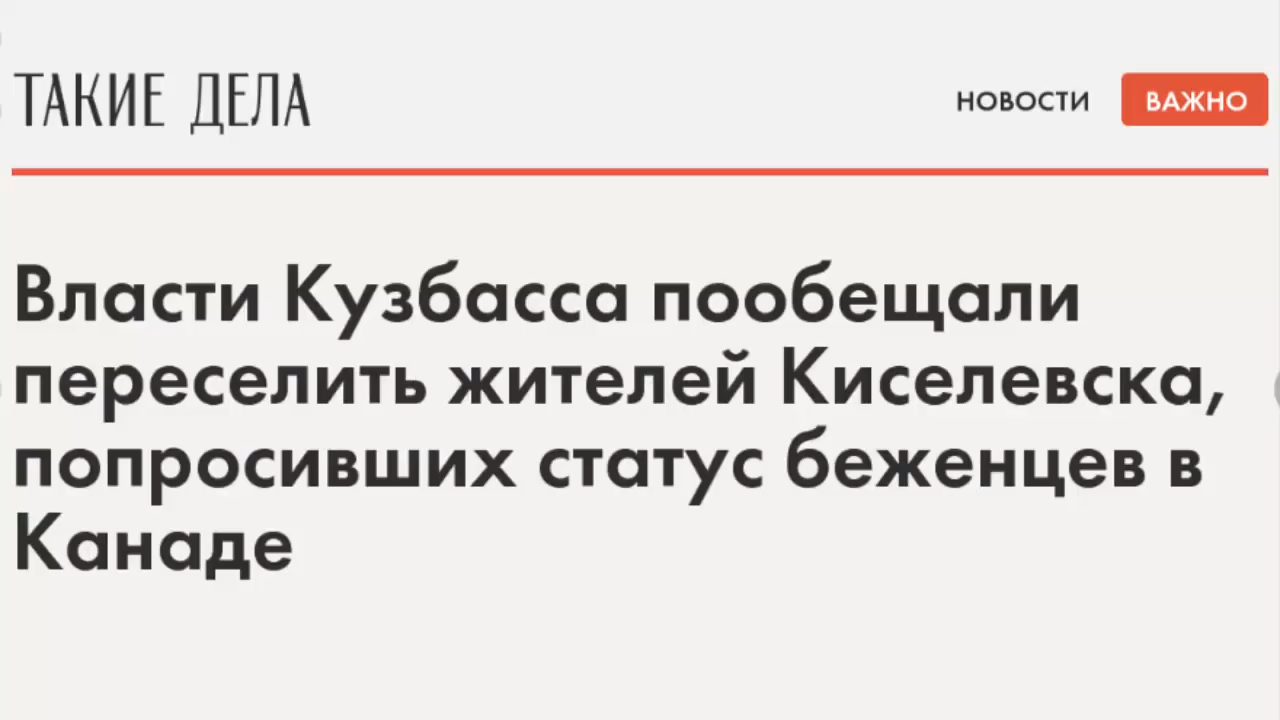 ТАКИЕ ДЕЛА
НОВОСТИ
ВАЖНО
Власти Кузбасса пообещали
переселить жителей Киселевска,
попросивших статус беженцев в
Канаде